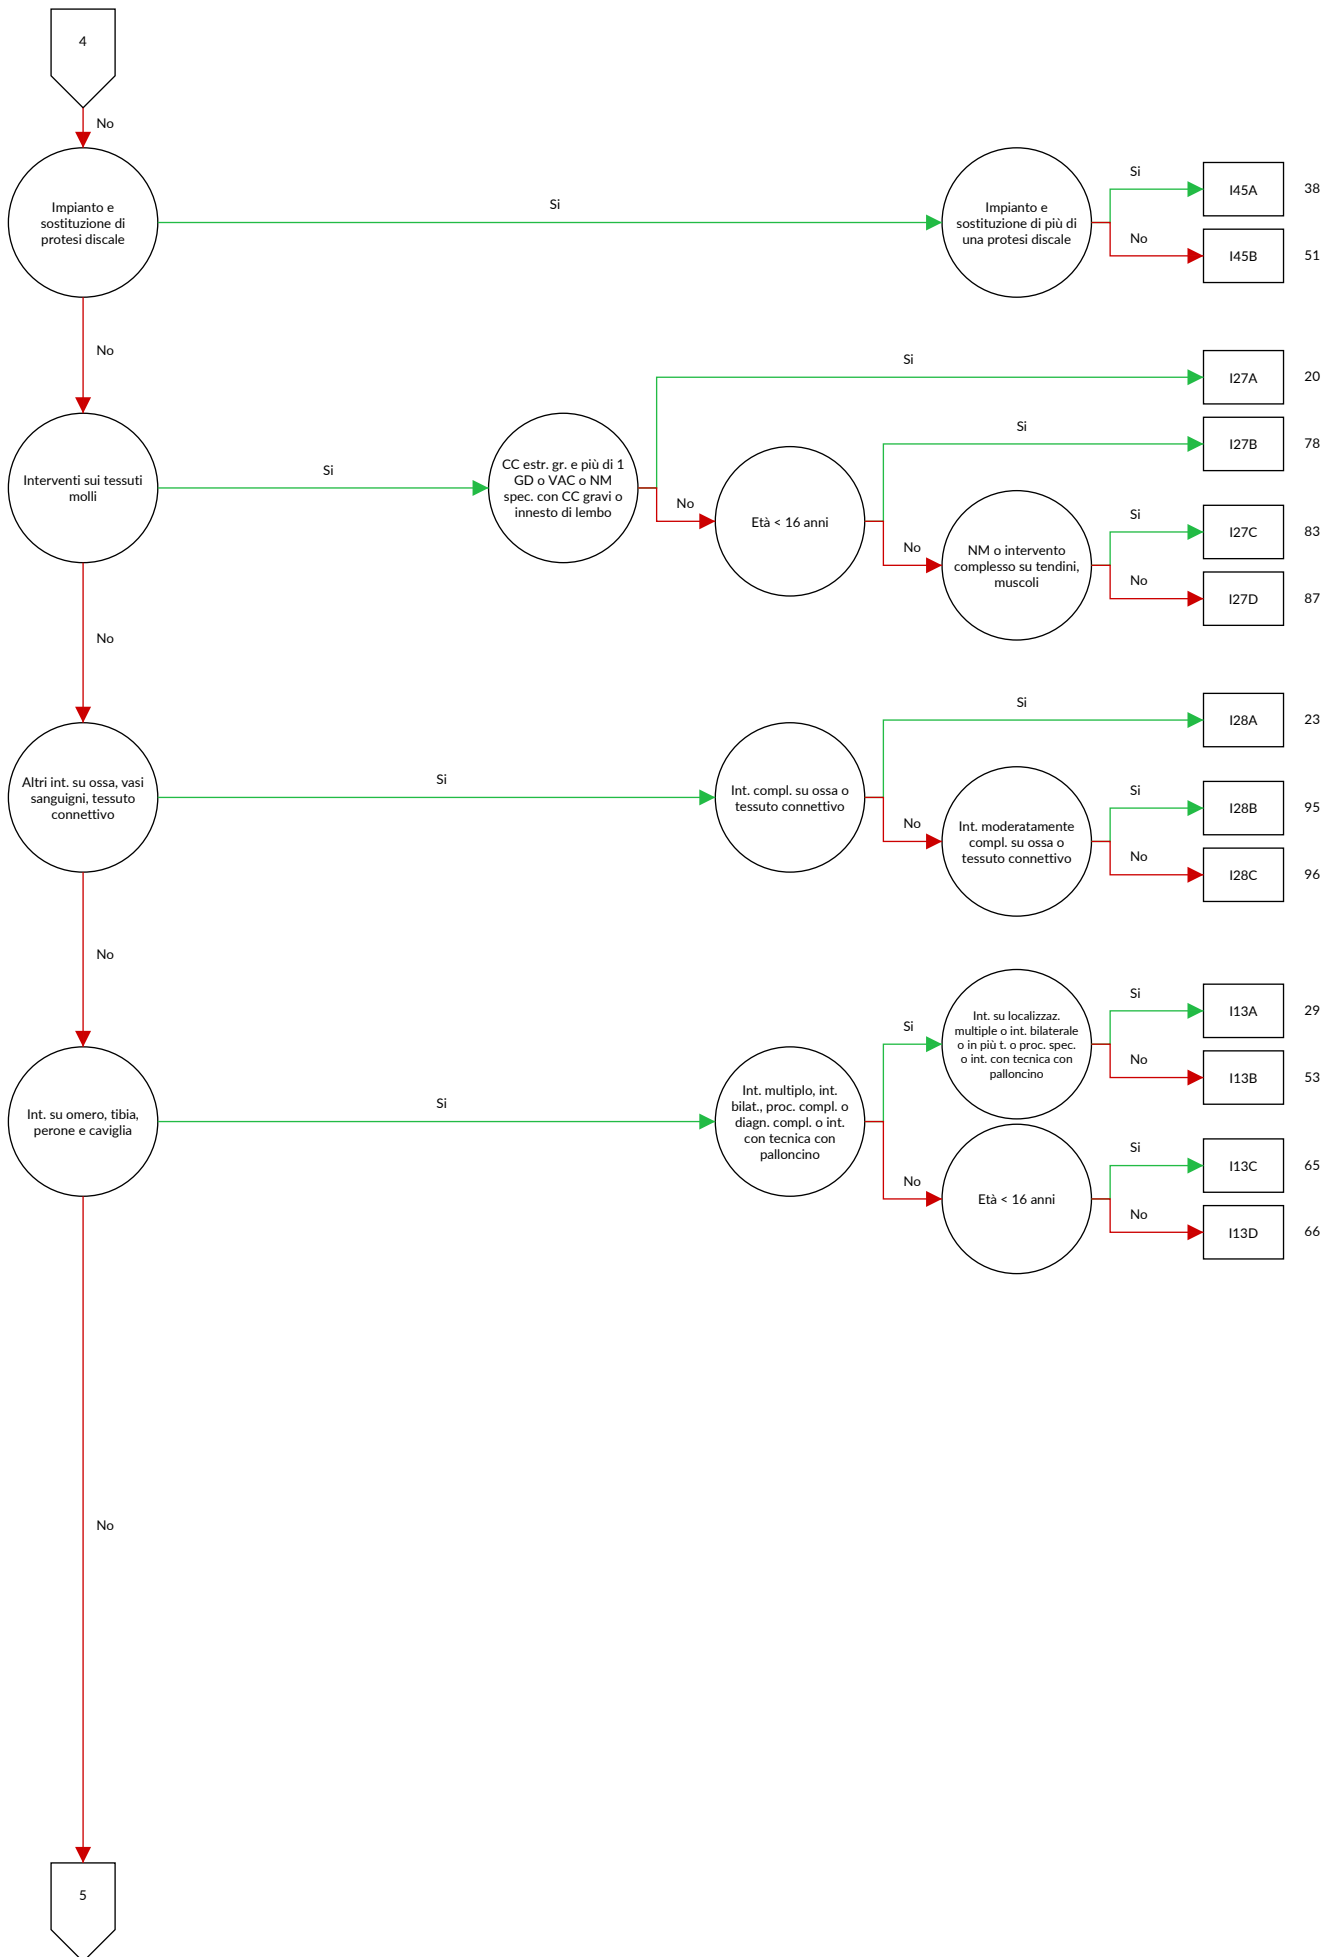 4
No
Impianto e
sostituzione di
protesi discale
Si
Impianto e
sostituzione di più di
una protesi discale
Si
I45A
38
No
I45B
51
No
Interventi sui tessuti
molli
Si
CC estr. gr. e più di 1
GD o VAC o NM
spec. con CC gravi o
innesto di lembo
Si
I27A
20
No
Età < 16 anni
Si
I27B
78
No
NM o intervento
complesso su tendini,
muscoli
Si
I27C
83
No
I27D
87
No
Altri int. su ossa, vasi
sanguigni, tessuto
connettivo
Si
Int. compl. su ossa o
tessuto connettivo
Si
I28A
23
No
Int. moderatamente
compl. su ossa o
tessuto connettivo
Si
I28B
95
No
I28C
96
No
Int. su omero, tibia,
perone e caviglia
Si
Int. multiplo, int.
bilat., proc. compl. o
diagn. compl. o int.
con tecnica con
palloncino
Si
Int. su localizzaz.
multiple o int. bilaterale
o in più t. o proc. spec.
o int. con tecnica con
palloncino
Si
I13A
29
No
I13B
53
No
Età < 16 anni
Si
I13C
65
No
I13D
66
No
5